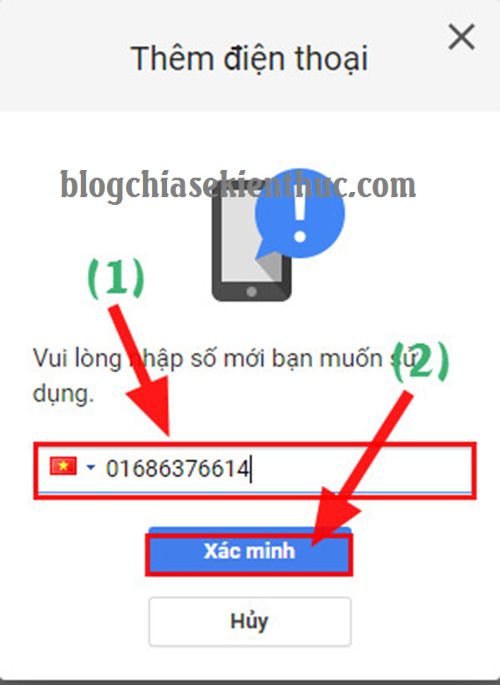 Thêm điện thoại
blogchiasekienthuc.com
(1)
Vui lòng nhập số mới bạn muốn sử
(2)
dụng.
01686376614
Xác minh
Hủy